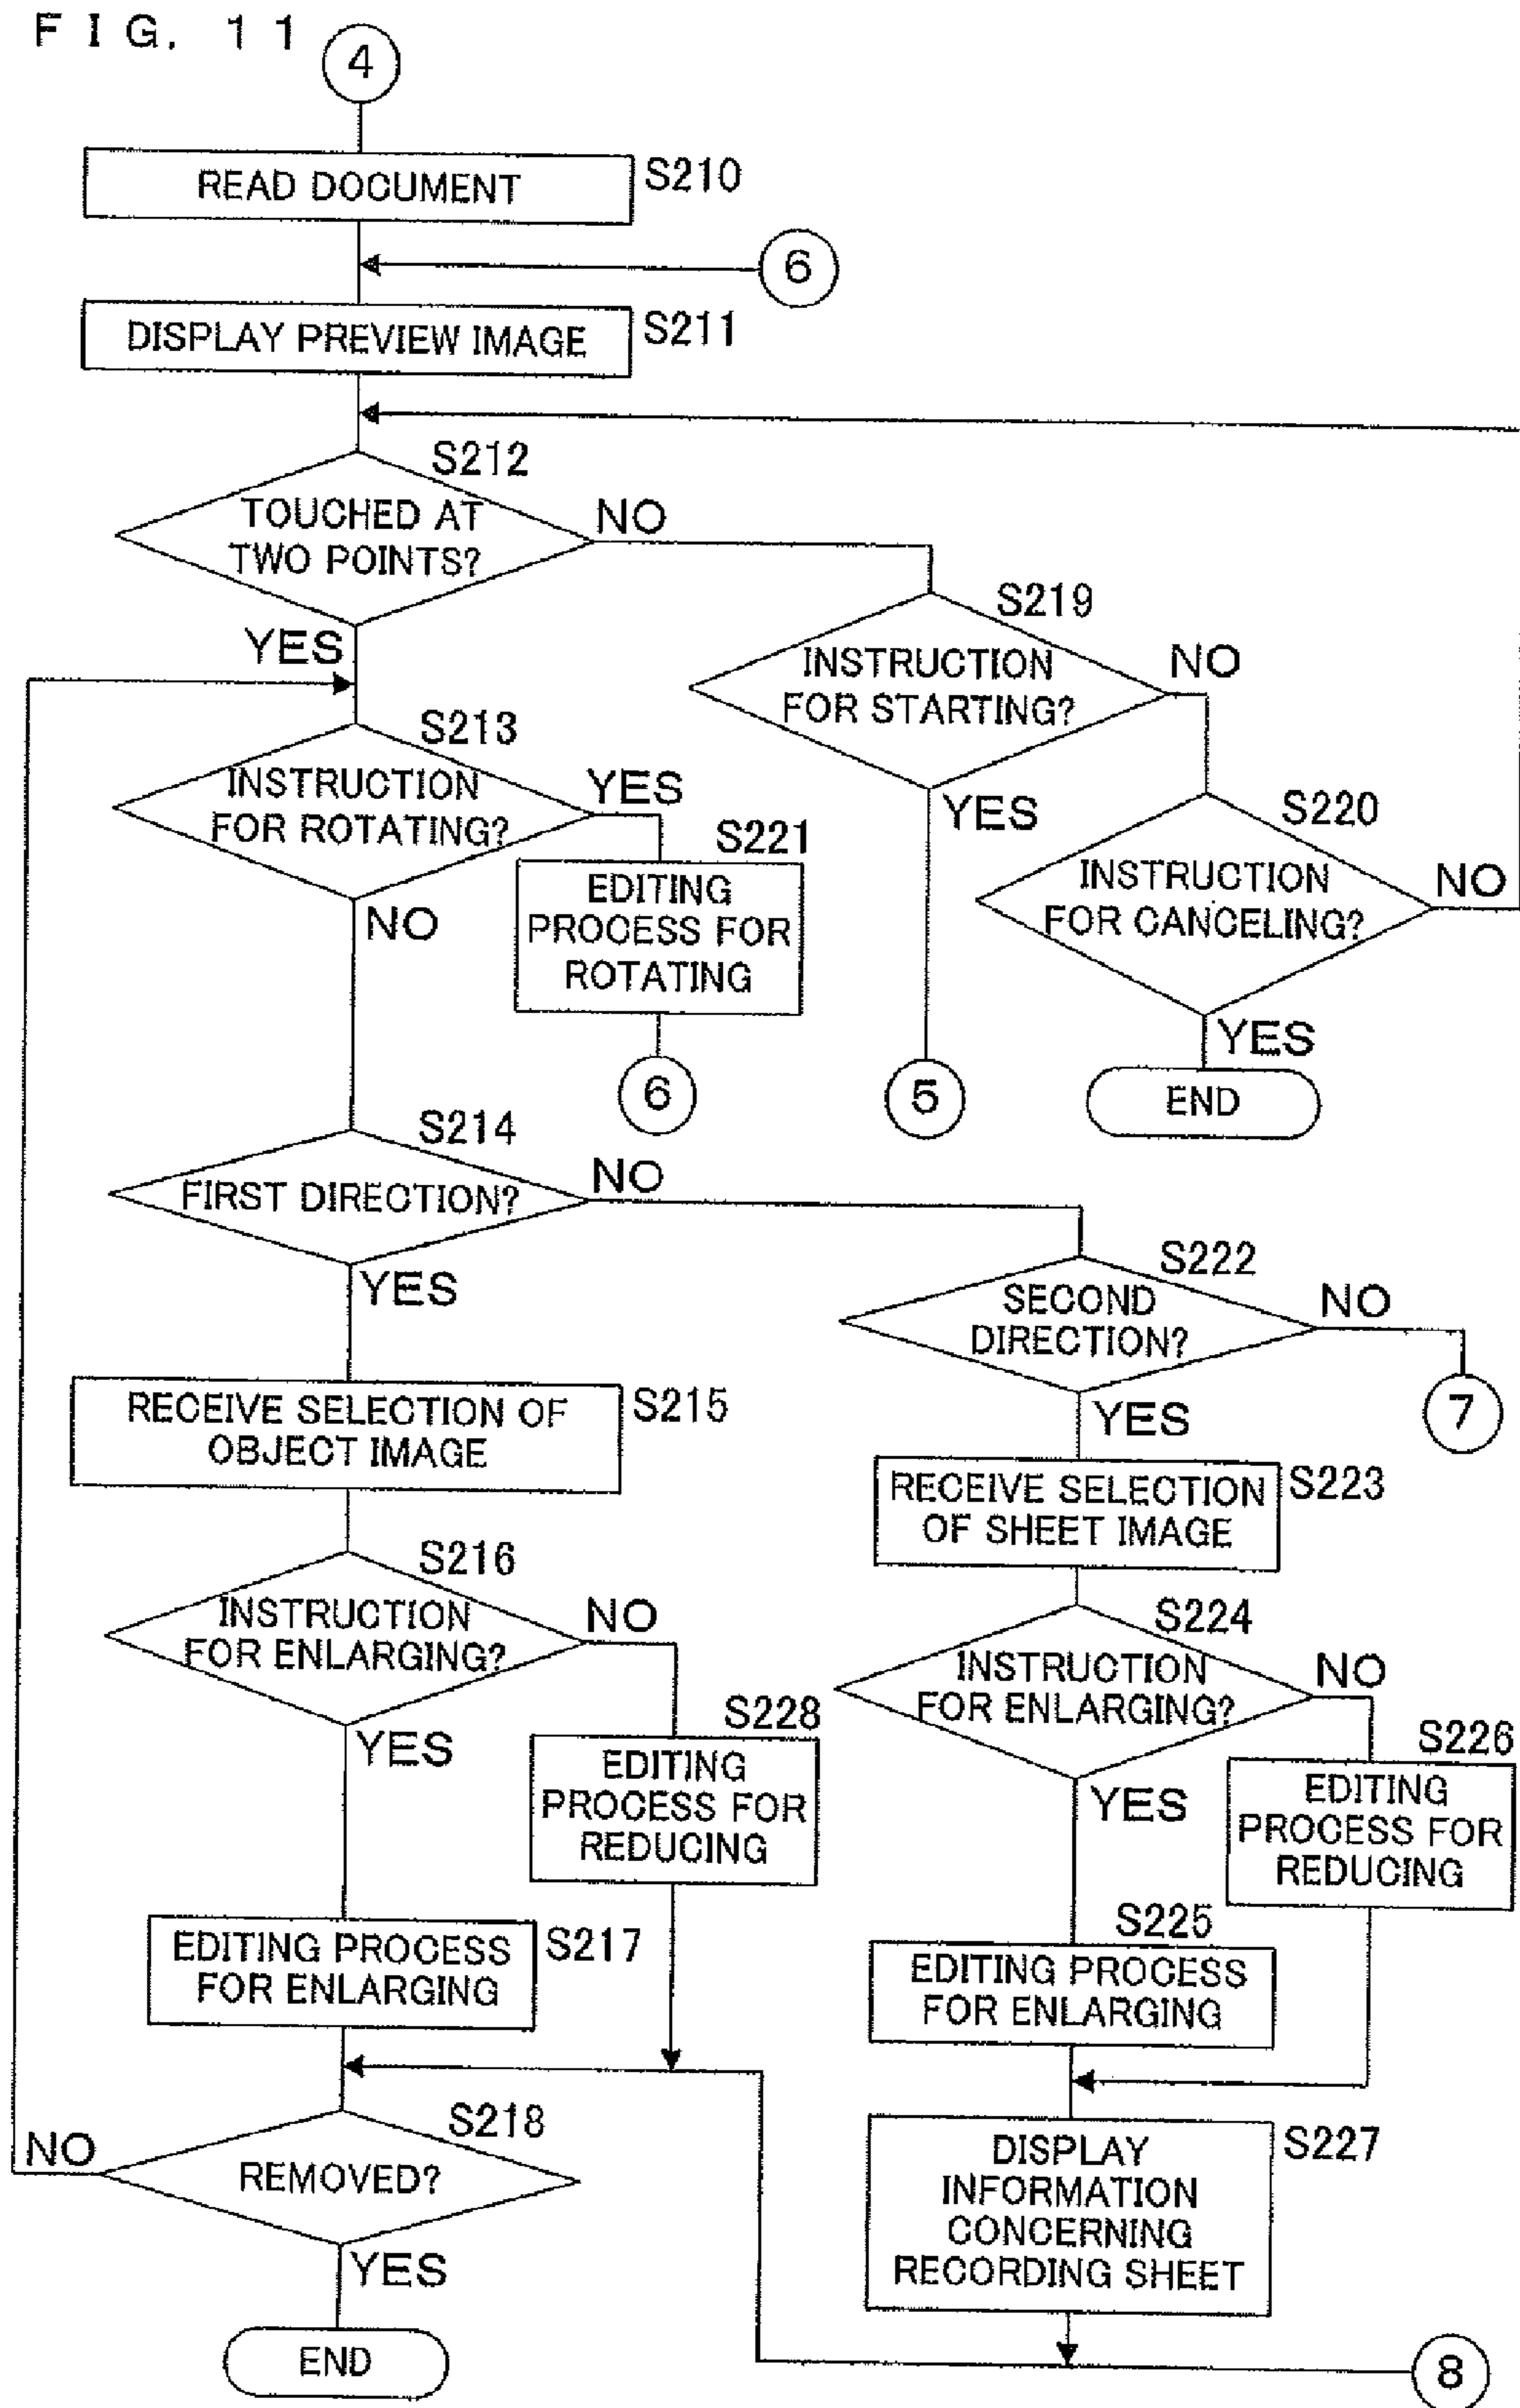 FIG. 11
4
READ DOCUMENT
S210
6
DISPLAY PREVIEW IMAGE
S211
S212
TOUCHED AT
TWO POINTS?
NO
YES
S219
INSTRUCTION
FOR STARTING?
NO
YES
S213
INSTRUCTION
FOR ROTATING?
YES
NO
S221
EDITING
PROCESS FOR
ROTATING
6
5
S220
INSTRUCTION
FOR CANCELING?
NO
YES
END
S214
FIRST DIRECTION?
NO
YES
S222
SECOND
DIRECTION?
NO
YES
7
RECEIVE SELECTION OF
OBJECT IMAGE
S215
RECEIVE SELECTION
OF SHEET IMAGE
S223
S216
INSTRUCTION
FOR ENLARGING?
NO
YES
S224
INSTRUCTION
FOR ENLARGING?
NO
YES
S228
EDITING
PROCESS FOR
REDUCING
S226
EDITING
PROCESS FOR
REDUCING
EDITING PROCESS
FOR ENLARGING
S217
S225
EDITING PROCESS
FOR ENLARGING
S218
REMOVED?
NO
YES
END
DISPLAY
INFORMATION
CONCERNING
RECORDING SHEET
S227
8